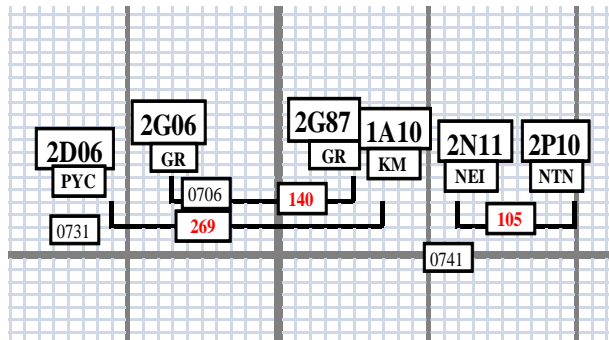 2G06
GR
2G87
GR
1A10
KM
2D06
PYC
2N11
NEI
2P10
NTN
0706
140
0731
269
105
0741